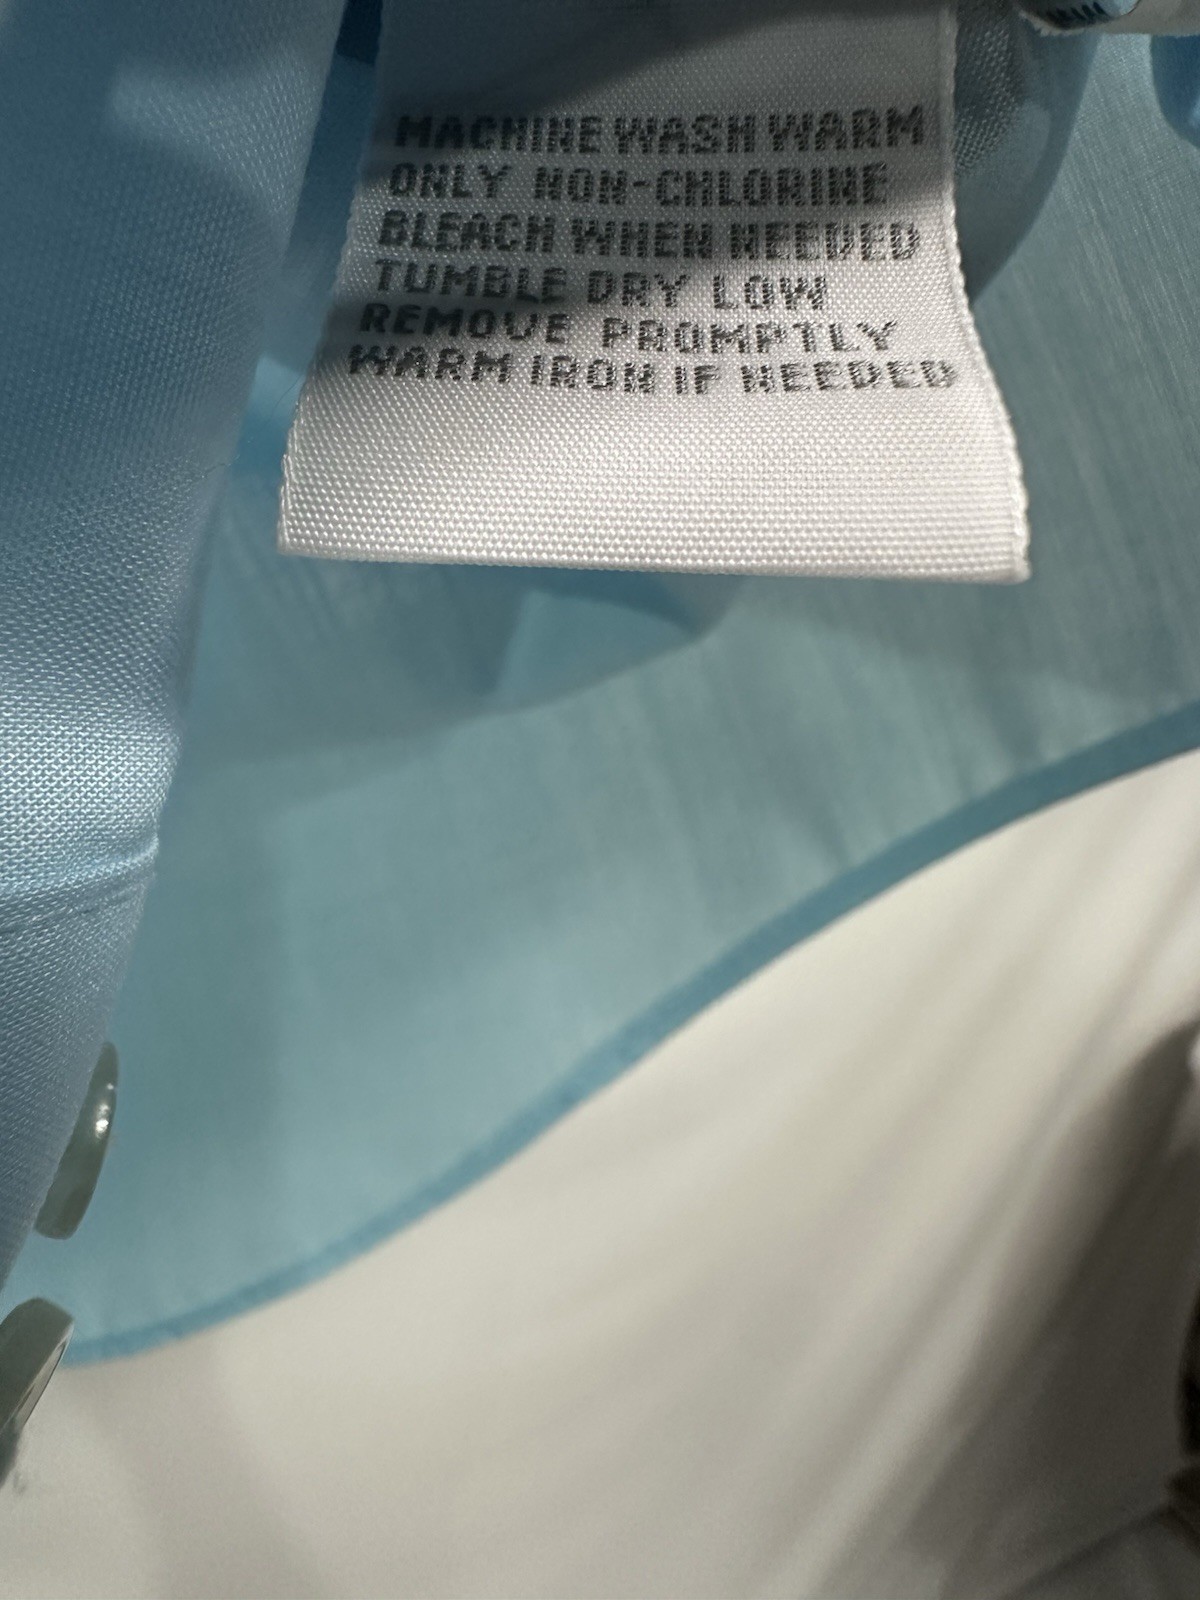 MACHINE WASH WARM
ONLY NON-CHLORINE
BLEACH WHEN NEEDED
TUMBLE DRY LOW
REMOVE PROMPTLY
WARM IRON IF NEEDED